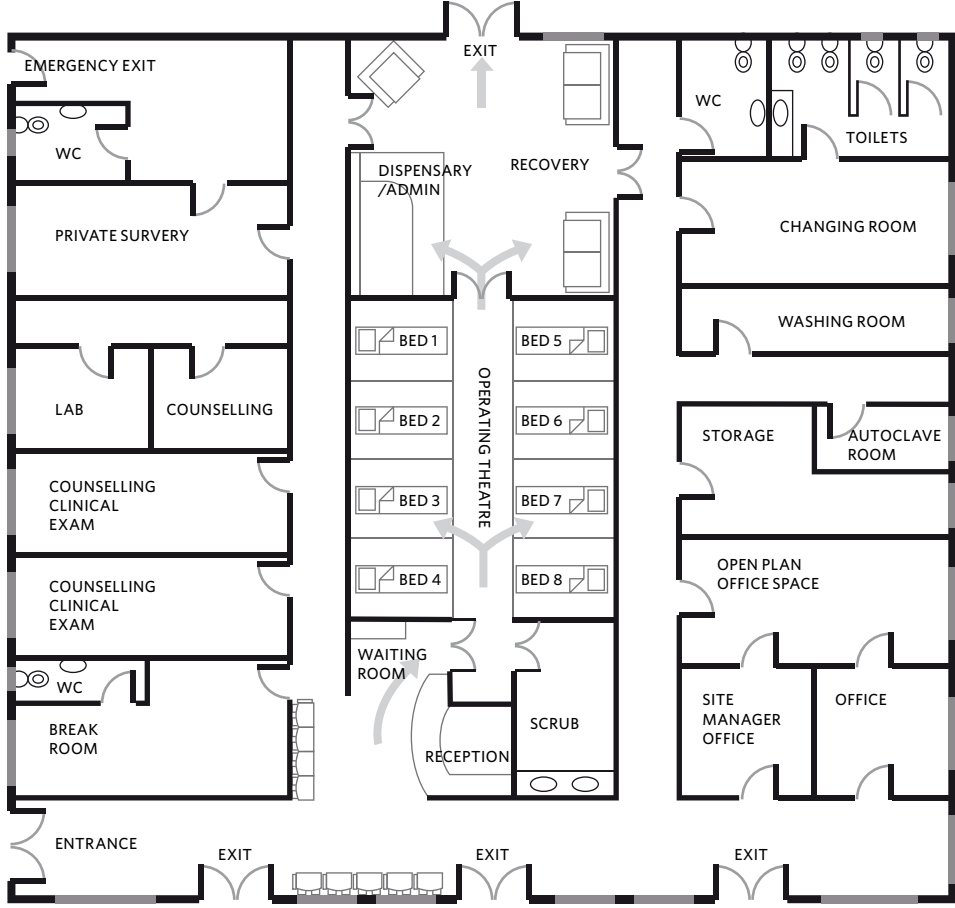 EXIT
EMERGENCY EXIT
WC
WC
TOILETS
DISPENSARY
/ADMIN
RECOVERY
PRIVATE SURVERY
CHANGING ROOM
WASHING ROOM
BED 1
BED 5
LAB
COUNSELLING
BED 2
BED 6
OPERATING THEATRE
STORAGE
AUTOCLAVE
ROOM
COUNSELLING
CLINICAL
EXAM
BED 3
BED 7
COUNSELLING
CLINICAL
EXAM
BED 4
BED 8
OPEN PLAN
OFFICE SPACE
WAITING
ROOM
WC
BREAK
ROOM
RECEPTION
SCRUB
SITE
MANAGER
OFFICE
OFFICE
ENTRANCE
EXIT
EXIT
EXIT